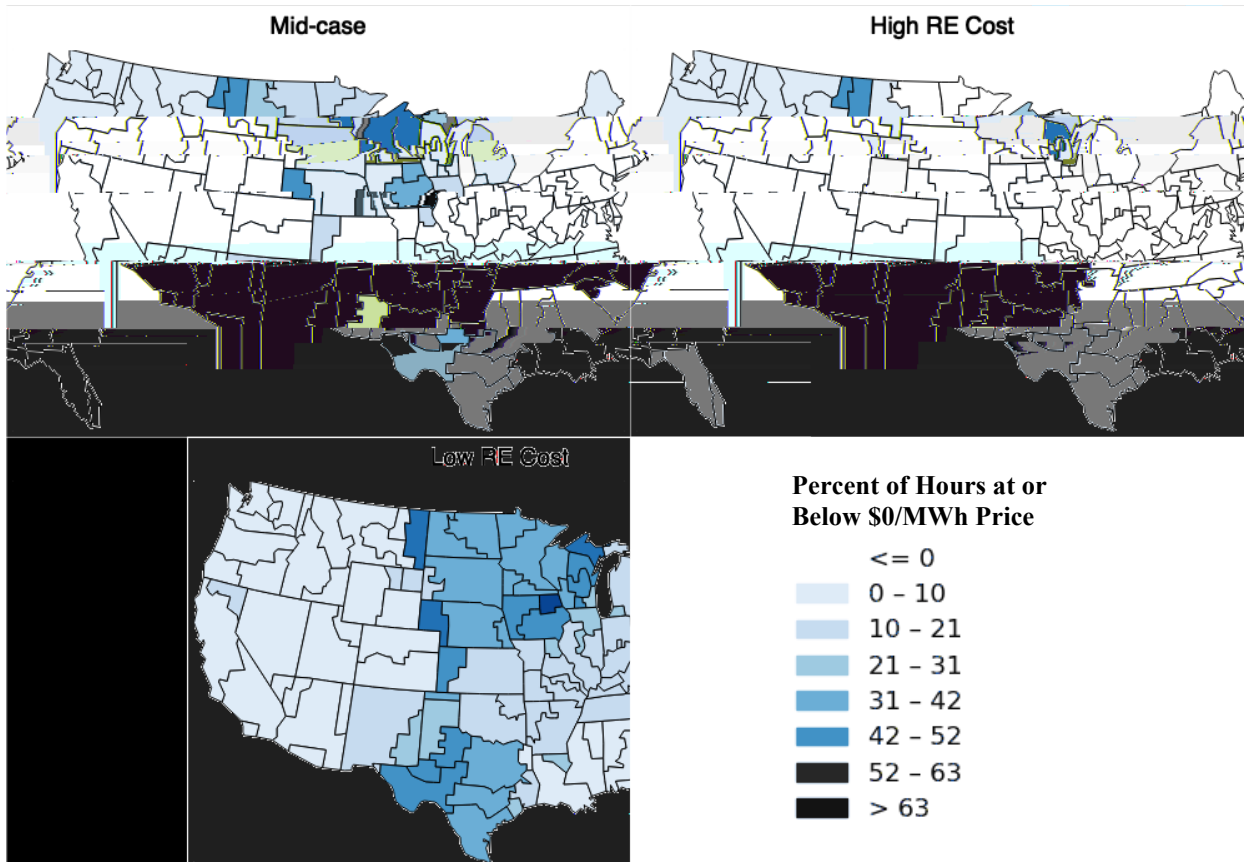 Mid-case
High RE Cost
Low RE Cost
Percent of Hours at or
Below $0/MWh Price
<= 0
0 – 10
10 – 21
21 – 31
31 – 42
42 – 52
52 – 63
> 63